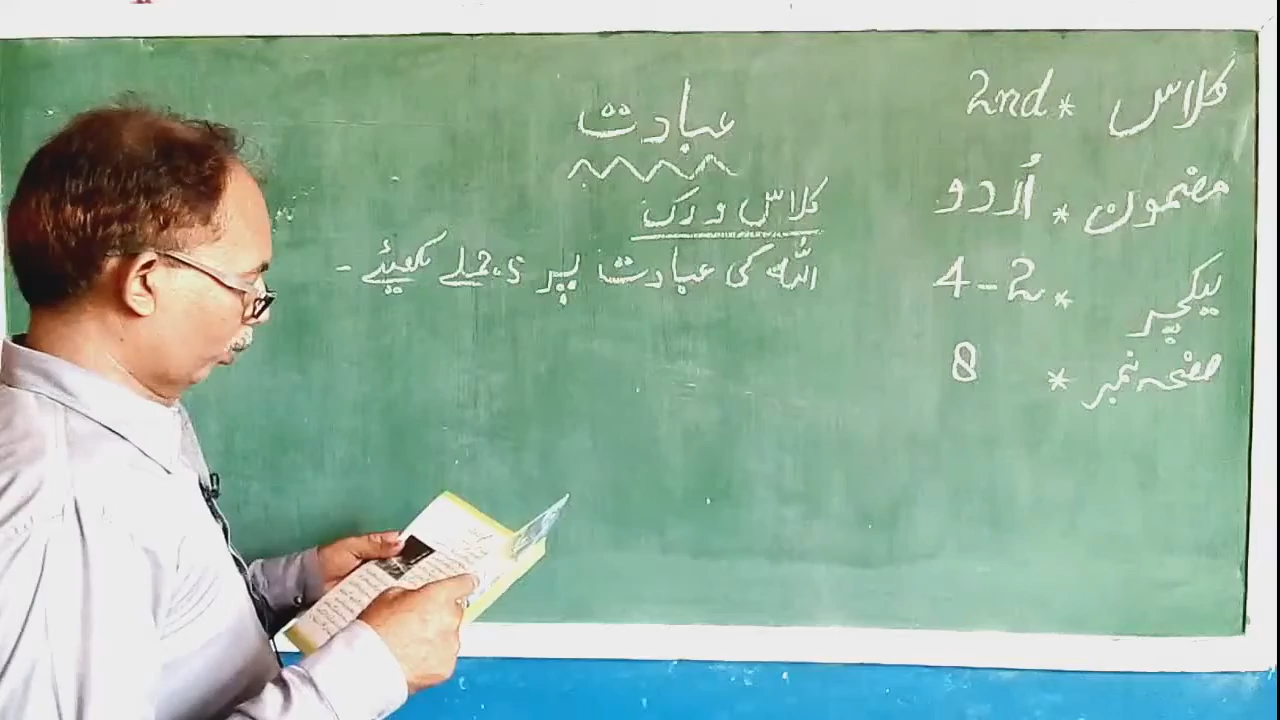 کلاس * 2nd
مضمون * اُردو
لیکچر * 2-4
صفحہ نمبر * 8
عبادت
کلاس ورک
اللہ کی عبادت پر 5 جملے لکھیئے -